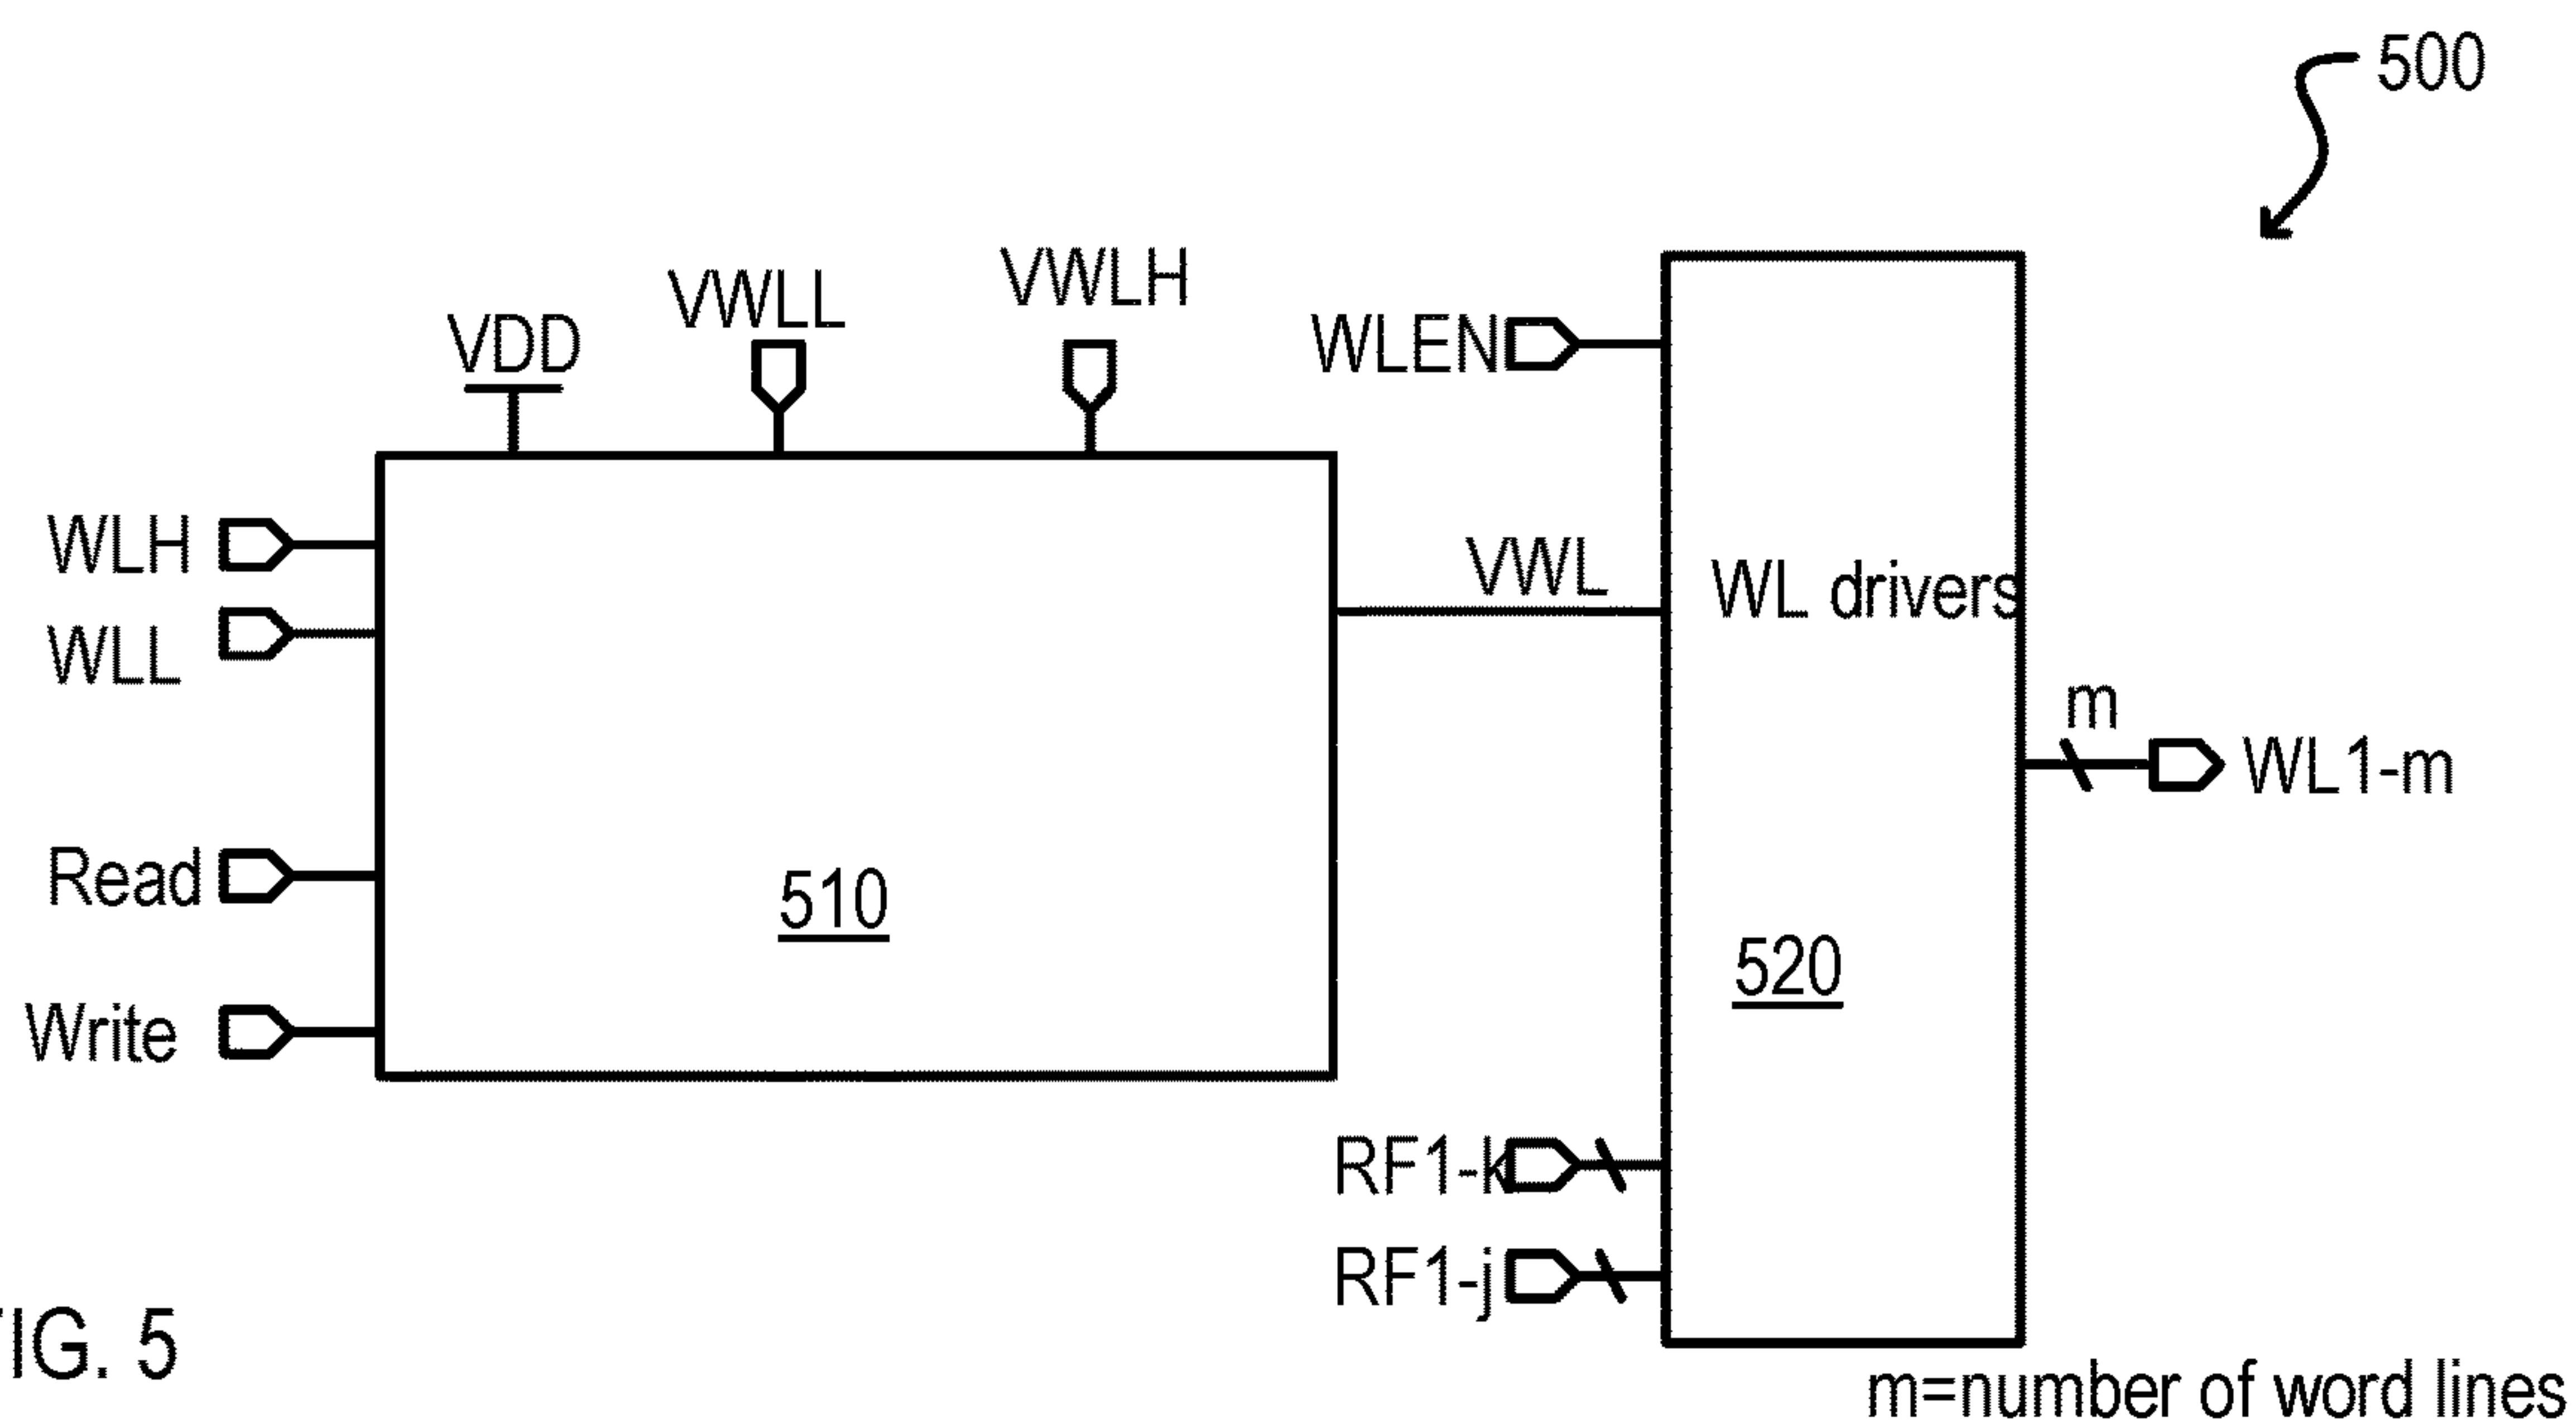 500
VWLH
VWLL
VDD
WLEN
WLH
VWL
WL drivers
WLL
m
WL1-m
Read
510
520
Write
RF1-k
RF1-j
IG. 5
m=number of word lines